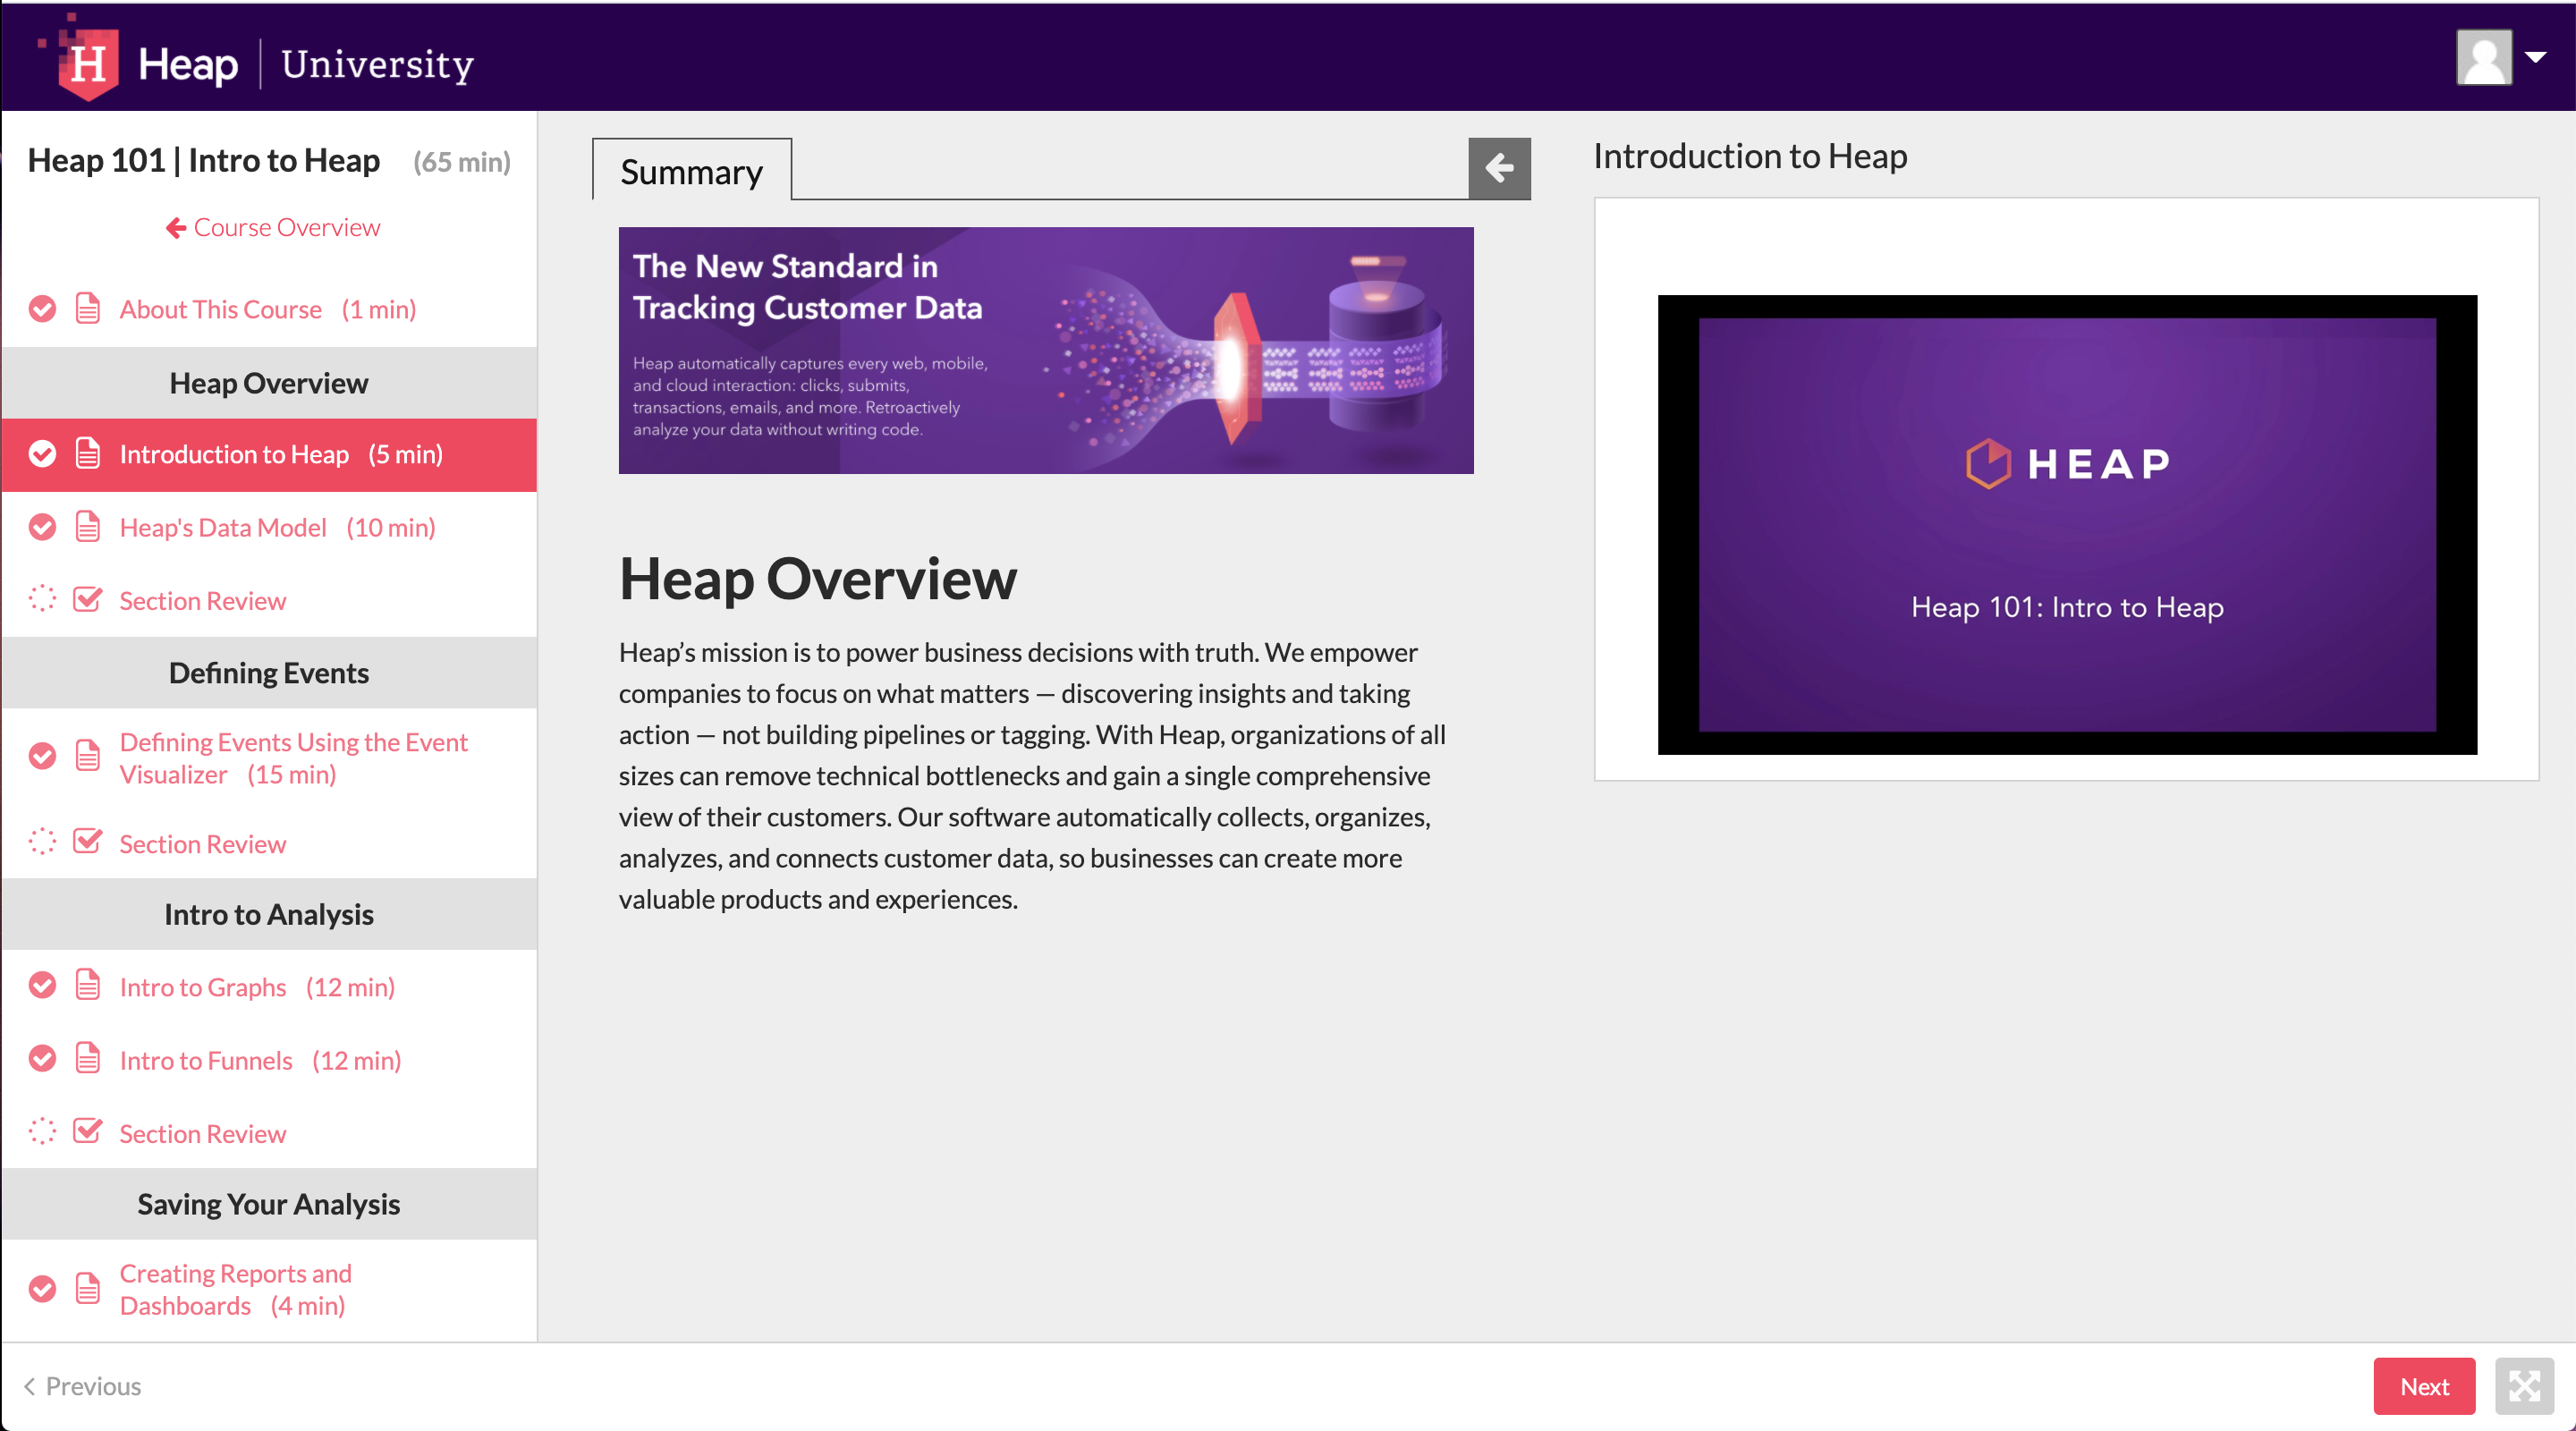 H Heap | University
Heap 101 | Intro to Heap (65 min)
Course Overview
About This Course (1 min)
Heap Overview
Introduction to Heap (5 min)
Heap's Data Model (10 min)
Section Review
Defining Events
Defining Events Using the Event
Visualizer (15 min)
Section Review
Intro to Analysis
Intro to Graphs (12 min)
Intro to Funnels (12 min)
Section Review
Saving Your Analysis
Creating Reports and
Dashboards (4 min)
Summary
The New Standard in
Tracking Customer Data
Heap automatically captures every web, mobile,
and cloud interaction: clicks, submits,
transactions, emails, and more. Retroactively
analyze your data without writing code.
Heap Overview
Heap’s mission is to power business decisions with truth. We empower
companies to focus on what matters — discovering insights and taking
action — not building pipelines or tagging. With Heap, organizations of all
sizes can remove technical bottlenecks and gain a single comprehensive
view of their customers. Our software automatically collects, organizes,
analyzes, and connects customer data, so businesses can create more
valuable products and experiences.
Introduction to Heap
HEAP
Heap 101: Intro to Heap
Previous
Next